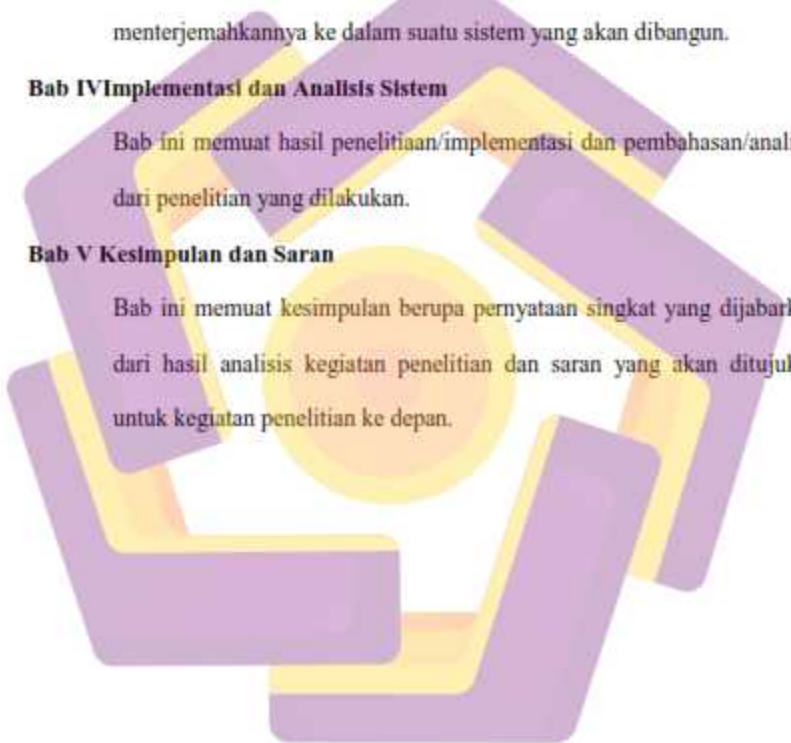 menterjemahkannya ke dalam suatu sistem yang akan dibangun.
Bab IVImplementasi dan Analisis Sistem
Bab ini memuat hasil penelitiaan/implementasi dan pembahasan/anali
dari penelitian yang dilakukan.
Bab V Kesimpulan dan Saran
Bab ini memuat kesimpulan berupa pernyataan singkat yang dijabark
dari hasil analisis kegiatan penelitian dan saran yang akan ditujuk
untuk kegiatan penelitian ke depan.